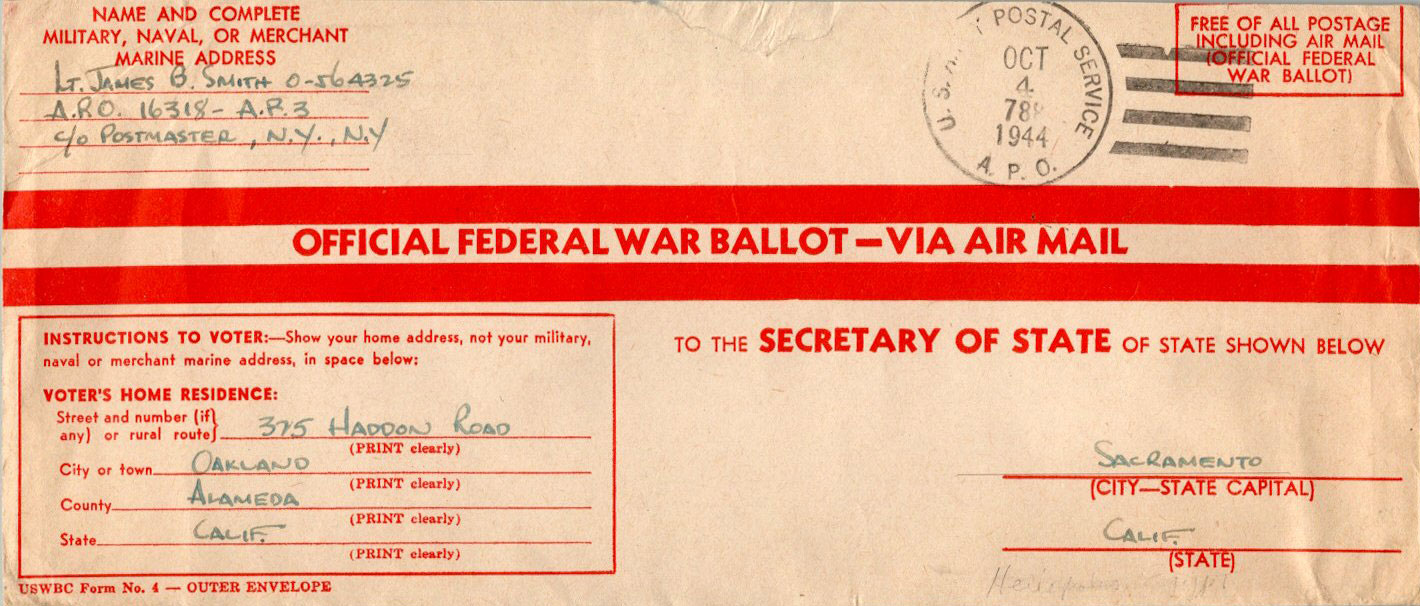 NAME AND COMPLETE
MILITARY, NAVAL, OR MERCHANT
MARINE ADDRESS
LT. JAMES B. SMITH O-564325
A.P.O. 16318 - A.P. 3
c/o POSTMASTER, N.Y., N.Y
U.S. POSTAL SERVICE
OCT
4
1944
A. P. O.
FREE OF ALL POSTAGE
INCLUDING AIR MAIL
(OFFICIAL FEDERAL
WAR BALLOT)
OFFICIAL FEDERAL WAR BALLOT—VIA AIR MAIL
INSTRUCTIONS TO VOTER:—Show your home address, not your military,
naval or merchant marine address, in space below:
VOTER'S HOME RESIDENCE:
Street and number (if
any) or rural route} 375 HADDON ROAD
(PRINT clearly)
City or town OAKLAND
(PRINT clearly)
County ALAMEDA
(PRINT clearly)
State CALIF.
(PRINT clearly)
USWBC Form No. 4 — OUTER ENVELOPE
TO THE SECRETARY OF STATE OF STATE SHOWN BELOW
SACRAMENTO
(CITY—STATE CAPITAL)
CALIF.
(STATE)